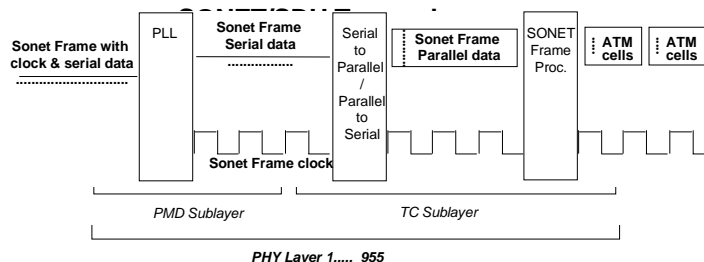 Sonet Frame with
clock & serial data
PLL
Sonet Frame
Serial data
Serial
to
Parallel
/
Parallel
to
Serial
Sonet Frame
Parallel data
SONET
Frame
Proc.
ATM
cells
ATM
cells
Sonet Frame clock
PMD Sublayer
TC Sublayer
PHY Layer 1..... 955